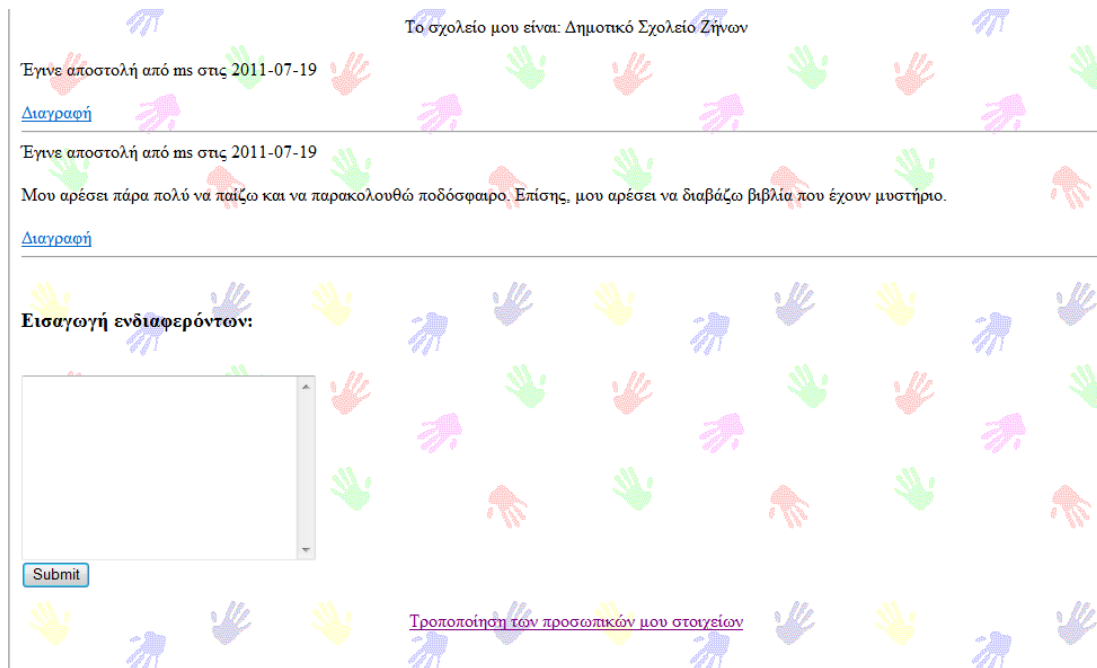 Το σχολείο μου είναι: Δημοτικό Σχολείο Ζήνων
Έγινε αποστολή από ms στις 2011-07-19
Διαγραφή
Έγινε αποστολή από ms στις 2011-07-19
Μου αρέσει πάρα πολύ να παίζω και να παρακολουθώ ποδόσφαιρο. Επίσης, μου αρέσει να διαβάζω βιβλία που έχουν μυστήριο.
Διαγραφή
Εισαγωγή ενδιαφερόντων:
Submit
Τροποποίηση των προσωπικών μου στοιχείων